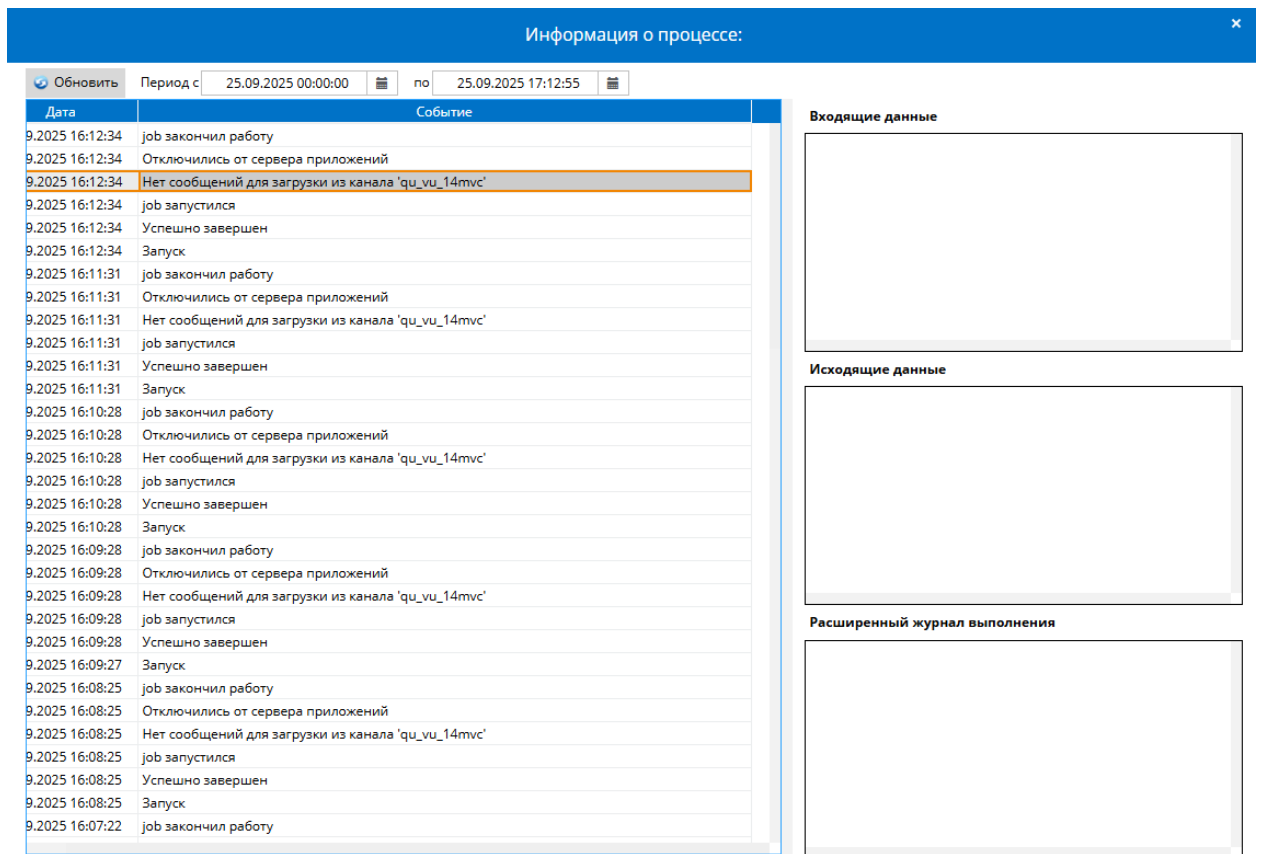 Информация о процессе:
×
Обновить Период с 25.09.2025 00:00:00 по 25.09.2025 17:12:55
Дата Событие
9.2025 16:12:34 job закончил работу
9.2025 16:12:34 Отключились от сервера приложений
9.2025 16:12:34 Нет сообщений для загрузки из канала 'qu_vu_14mvc'
9.2025 16:12:34 job запустился
9.2025 16:12:34 Успешно завершен
9.2025 16:12:34 Запуск
9.2025 16:11:31 job закончил работу
9.2025 16:11:31 Отключились от сервера приложений
9.2025 16:11:31 Нет сообщений для загрузки из канала 'qu_vu_14mvc'
9.2025 16:11:31 job запустился
9.2025 16:11:31 Успешно завершен
9.2025 16:11:31 Запуск
9.2025 16:10:28 job закончил работу
9.2025 16:10:28 Отключились от сервера приложений
9.2025 16:10:28 Нет сообщений для загрузки из канала 'qu_vu_14mvc'
9.2025 16:10:28 job запустился
9.2025 16:10:28 Успешно завершен
9.2025 16:10:28 Запуск
9.2025 16:09:28 job закончил работу
9.2025 16:09:28 Отключились от сервера приложений
9.2025 16:09:28 Нет сообщений для загрузки из канала 'qu_vu_14mvc'
9.2025 16:09:28 job запустился
9.2025 16:09:28 Успешно завершен
9.2025 16:09:27 Запуск
9.2025 16:08:25 job закончил работу
9.2025 16:08:25 Отключились от сервера приложений
9.2025 16:08:25 Нет сообщений для загрузки из канала 'qu_vu_14mvc'
9.2025 16:08:25 job запустился
9.2025 16:08:25 Успешно завершен
9.2025 16:08:25 Запуск
9.2025 16:07:22 job закончил работу
Входящие данные
Исходящие данные
Расширенный журнал выполнения